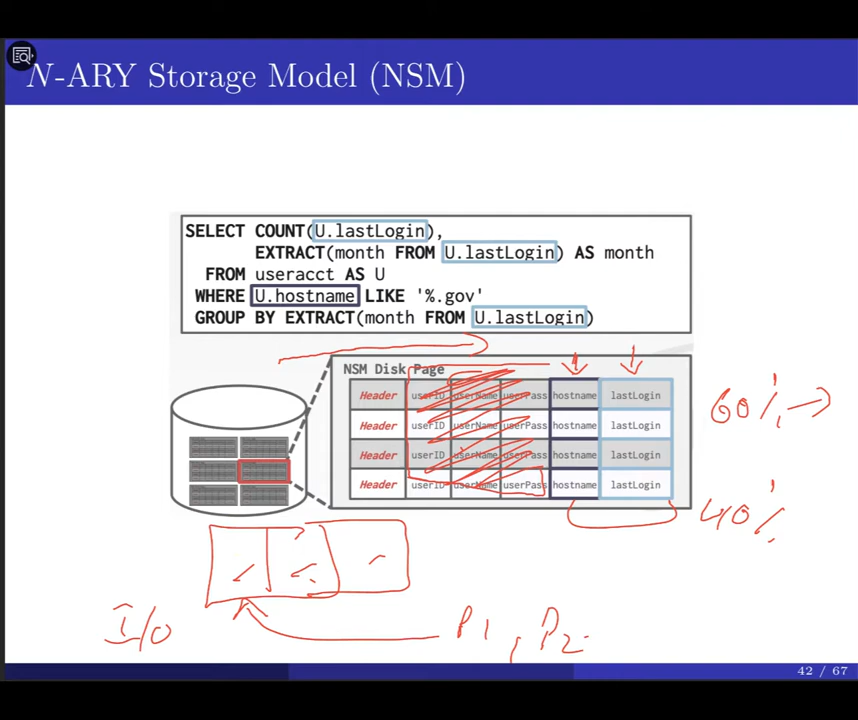 N-ARY Storage Model (NSM)
SELECT COUNT(U.lastLogin),
EXTRACT(month FROM U.lastLogin) AS month
FROM useracct AS U
WHERE U.hostname LIKE '%.gov'
GROUP BY EXTRACT(month FROM U.lastLogin)
NSM Disk Page
Header userID userName userPass hostname lastLogin
Header userID userName userPass hostname lastLogin
Header userID userName userPass hostname lastLogin
Header userID userName userPass hostname lastLogin
60%
40%
I/O
P1, P2
42 / 67